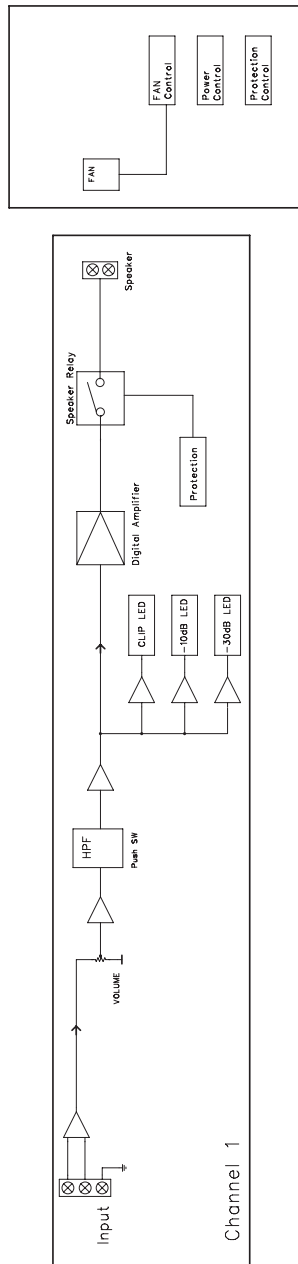 Input
VOLUME
HPF
Push SW
CLIP LED
-10dB LED
-30dB LED
Digital Amplifier
Speaker Relay
Protection
Speaker
Channel 1
FAN
FAN
Control
Power
Control
Protection
Control